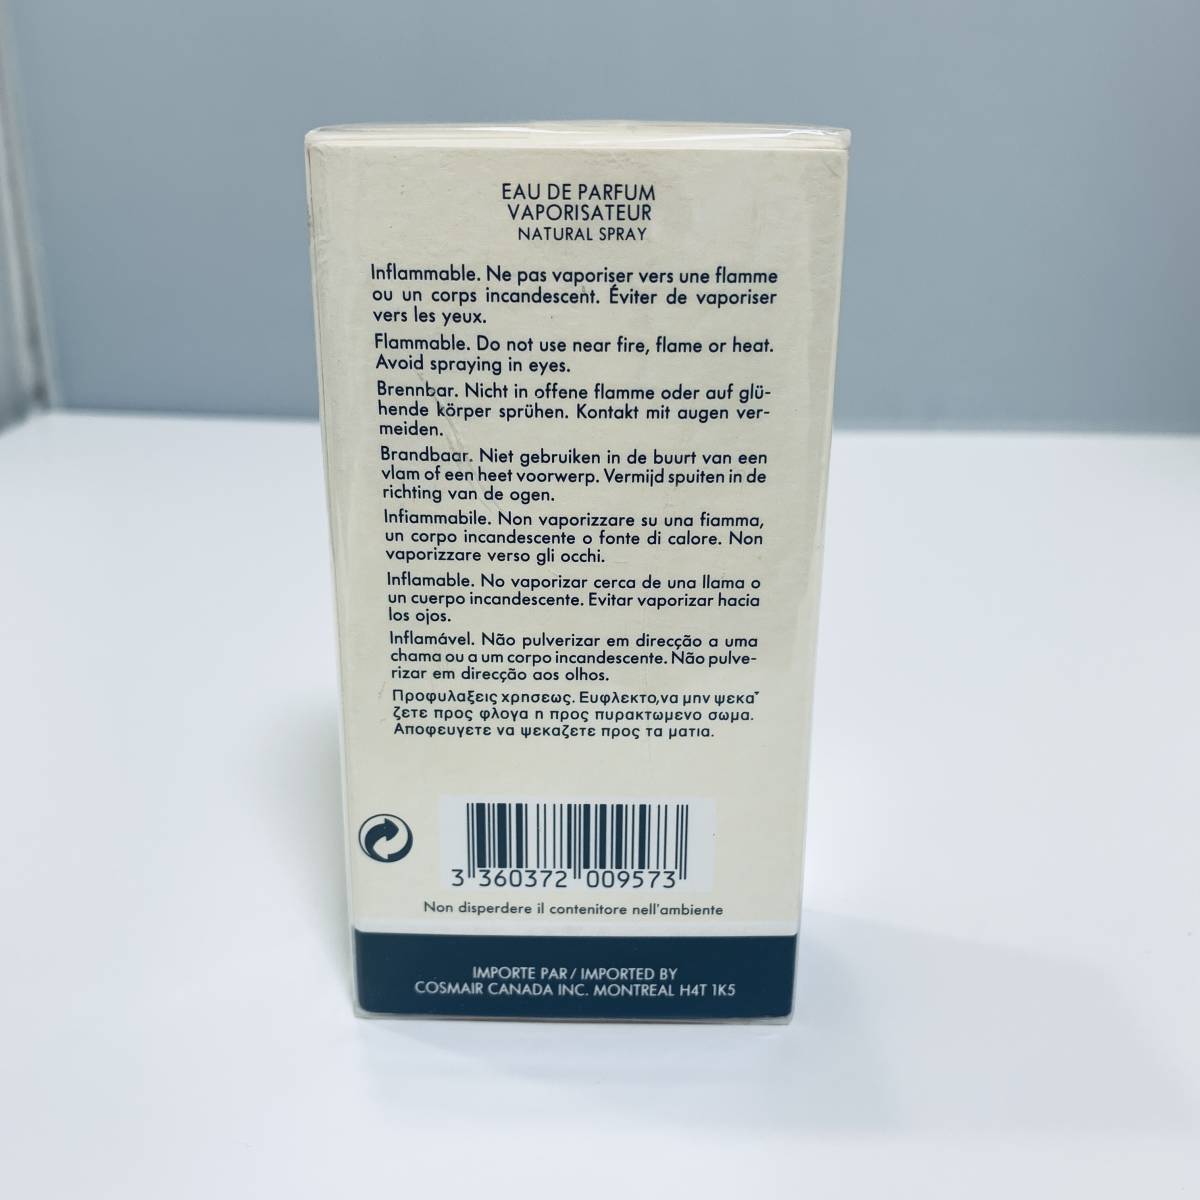 EAU DE PARFUM
VAPORISATEUR
NATURAL SPRAY
Inflammable. Ne pas vaporiser vers une flamme
ou un corps incandescent. Éviter de vaporiser
vers les yeux.
Flammable. Do not use near fire, flame or heat.
Avoid spraying in eyes.
Brennbar. Nicht in offene flamme oder auf glü-
hende körper sprühen. Kontakt mit augen ver-
meiden.
Brandbaar. Niet gebruiken in de buurt van een
vlam of een heet voorwerp. Vermijd spuiten in de
richting van de ogen.
Infiammabile. Non vaporizzare su una fiamma,
un corpo incandescente o fonte di calore. Non
vaporizzare verso gli occhi.
Inflamable. No vaporizar cerca de una llama o
un cuerpo incandescente. Evitar vaporizar hacia
los ojos.
Inflamável. Não pulverizar em direcção a uma
chama ou a um corpo incandescente. Não pulve-
rizar em direcção aos olhos.
Προφυλαξεις χρησεως. Ευφλεκτο,να μην ψεκα˜
ζετε προς φλογα η προς πυρακτωμενο σωμα.
Αποφευγετε να ψεκαζετε προς τα ματια.
3 360372 009573
Non disperdere il contenitore nell'ambiente
IMPORTE PAR / IMPORTED BY
COSMAIR CANADA INC. MONTREAL H4T 1K5